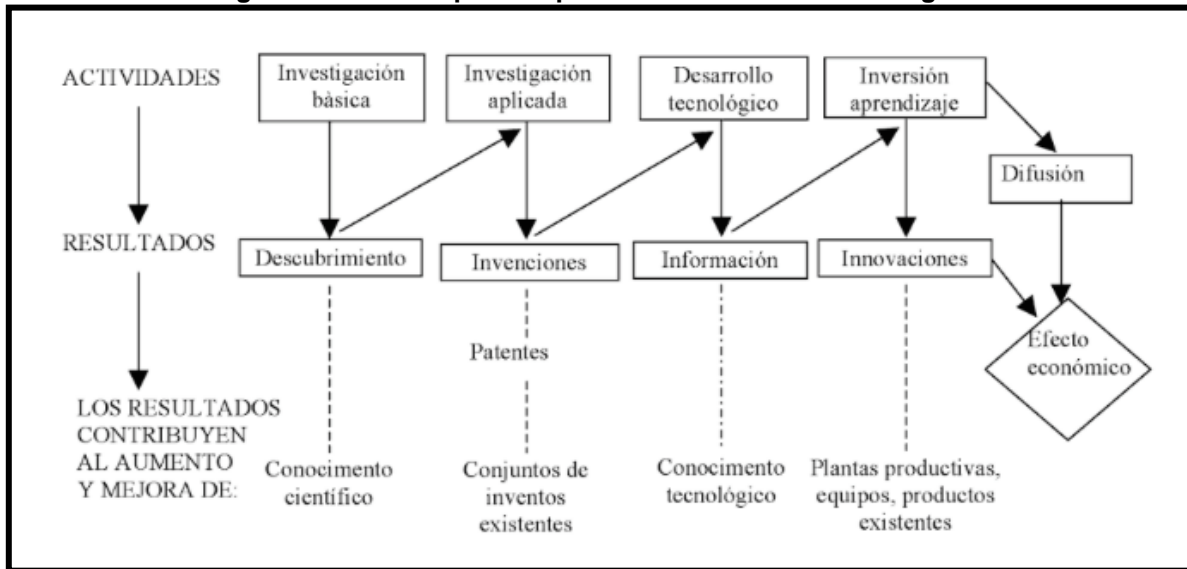 ACTIVIDADES
Investigación
bàsica
Investigación
aplicada
Desarrollo
tecnológico
Inversión
aprendizaje
Difusión
RESULTADOS
Descubrimiento
Invenciones
Información
Innovaciones
Patentes
Efecto
económico
LOS RESULTADOS
CONTRIBUYEN
AL AUMENTO
Y MEJORA DE:
Conocimento
científico
Conjuntos de
inventos
existentes
Conocimento
tecnológico
Plantas productivas,
equipos, productos
existentes